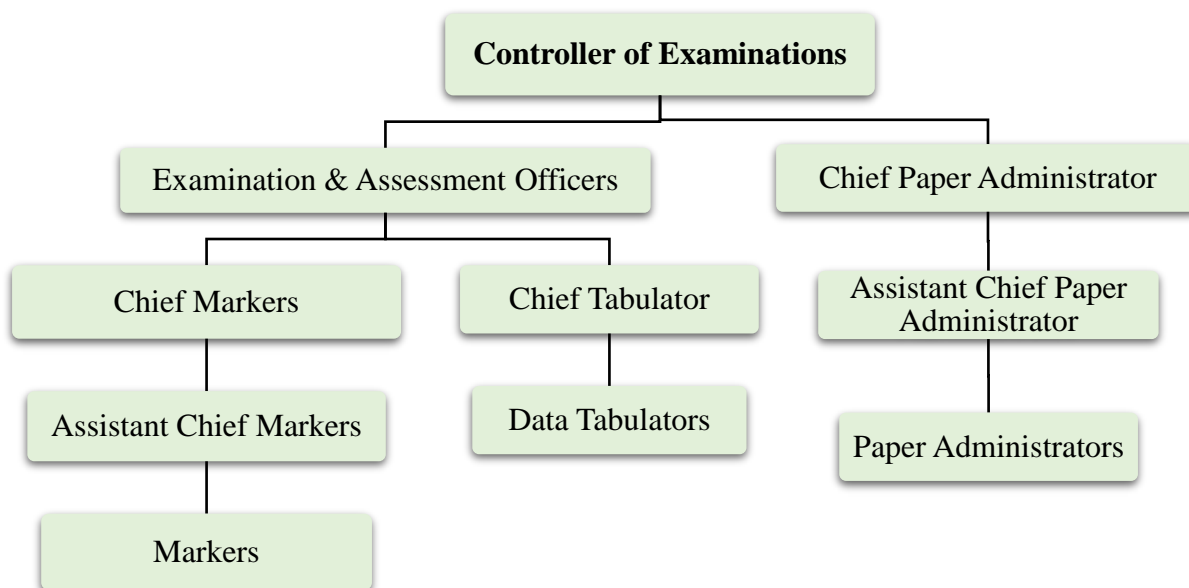 Controller of Examinations
Examination & Assessment Officers
Chief Paper Administrator
Chief Markers
Chief Tabulator
Assistant Chief Paper
Administrator
Assistant Chief Markers
Data Tabulators
Paper Administrators
Markers